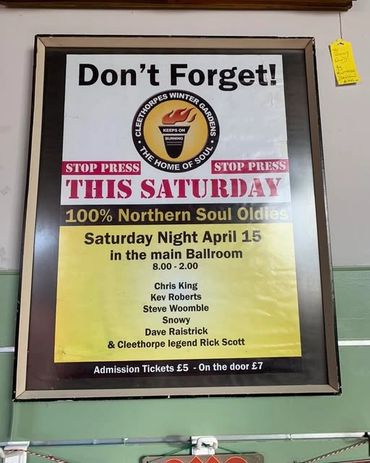 Don't Forget!
CLEETHORPES WINTER GARDENS
KEEPS ON
BURNING
• THE HOME OF SOUL •
STOP PRESS STOP PRESS
THIS SATURDAY
100% Northern Soul Oldies
Saturday Night April 15
in the main Ballroom
8.00 - 2.00
Chris King
Kev Roberts
Steve Woomble
Snowy
Dave Raistrick
& Cleethorpe legend Rick Scott
Admission Tickets £5 - On the door £7